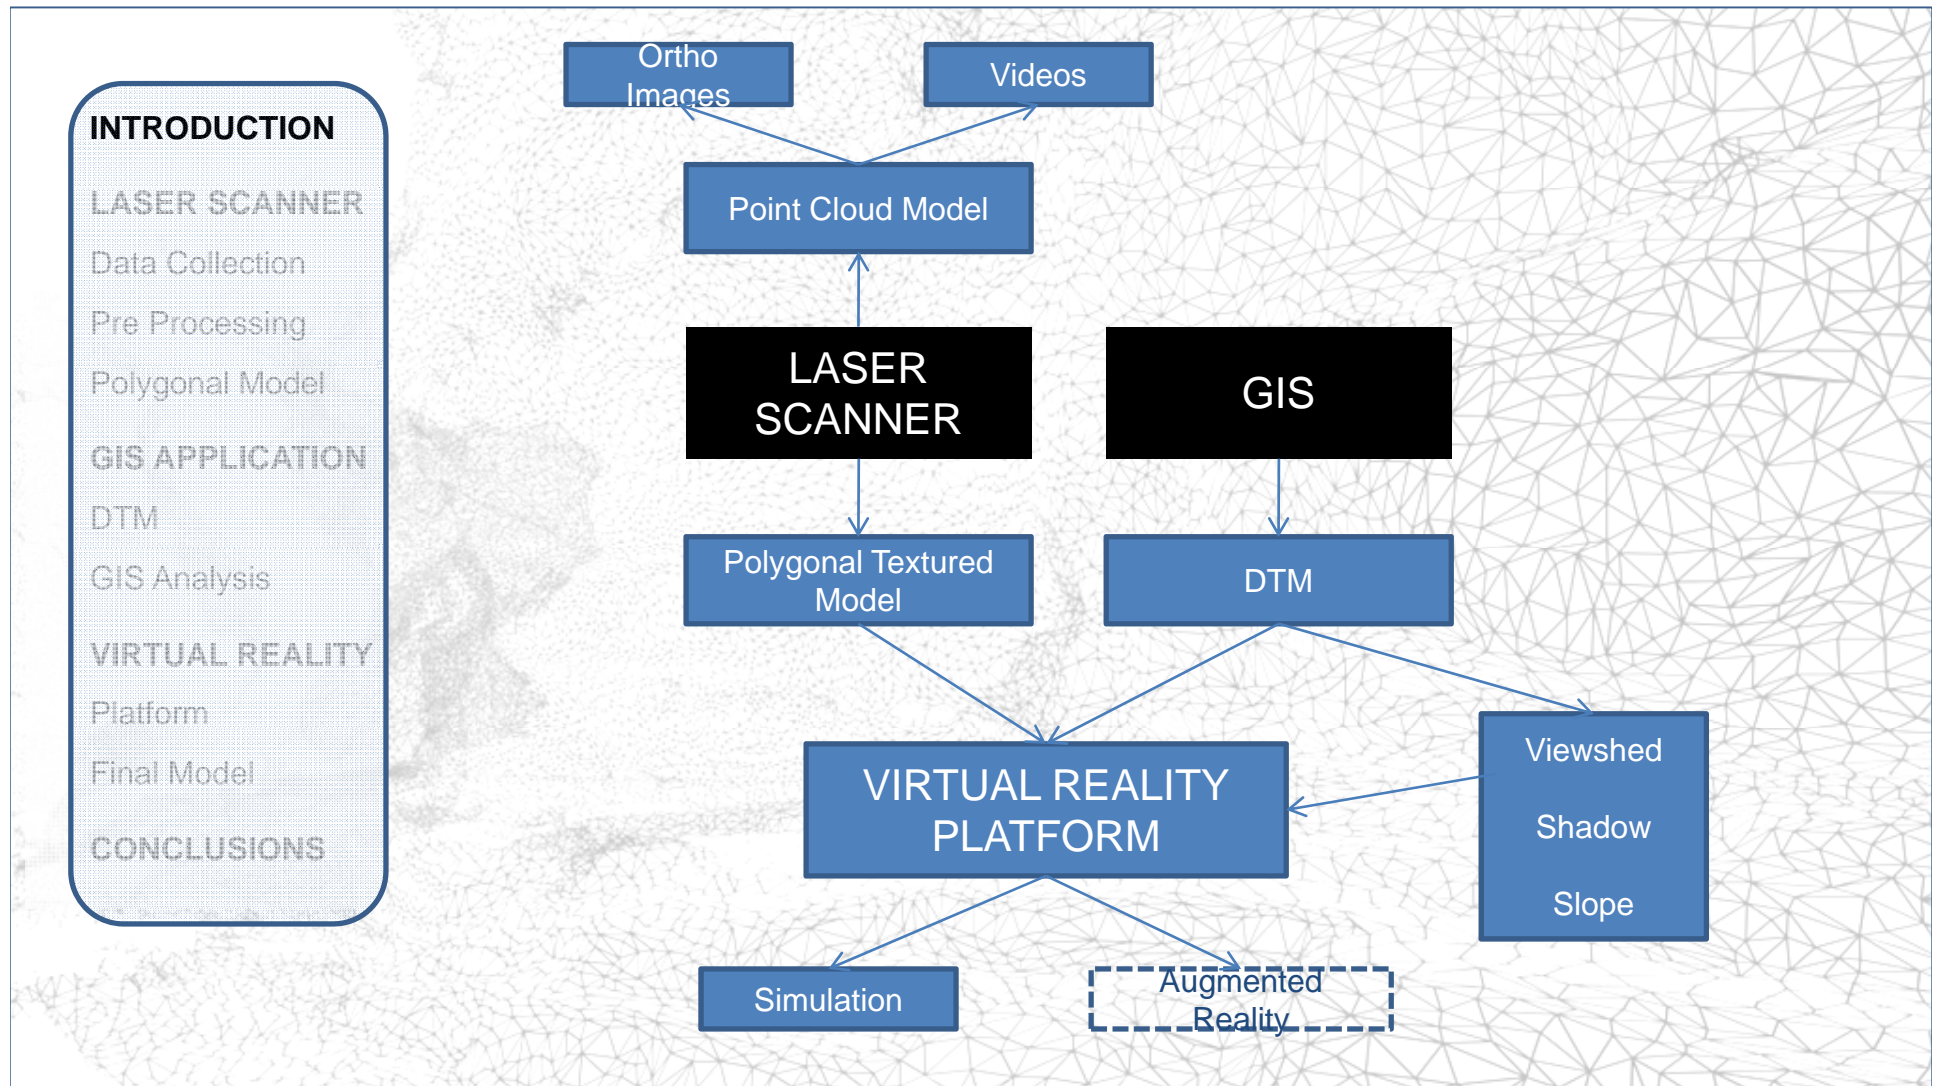 INTRODUCTION
LASER SCANNER
Data Collection
Pre Processing
Polygonal Model
GIS APPLICATION
DTM
GIS Analysis
VIRTUAL REALITY
Platform
Final Model
CONCLUSIONS
Ortho
Images
Videos
Point Cloud Model
LASER
SCANNER
GIS
Polygonal Textured
Model
DTM
VIRTUAL REALITY
PLATFORM
Viewshed
Shadow
Slope
Simulation
Augmented
Reality